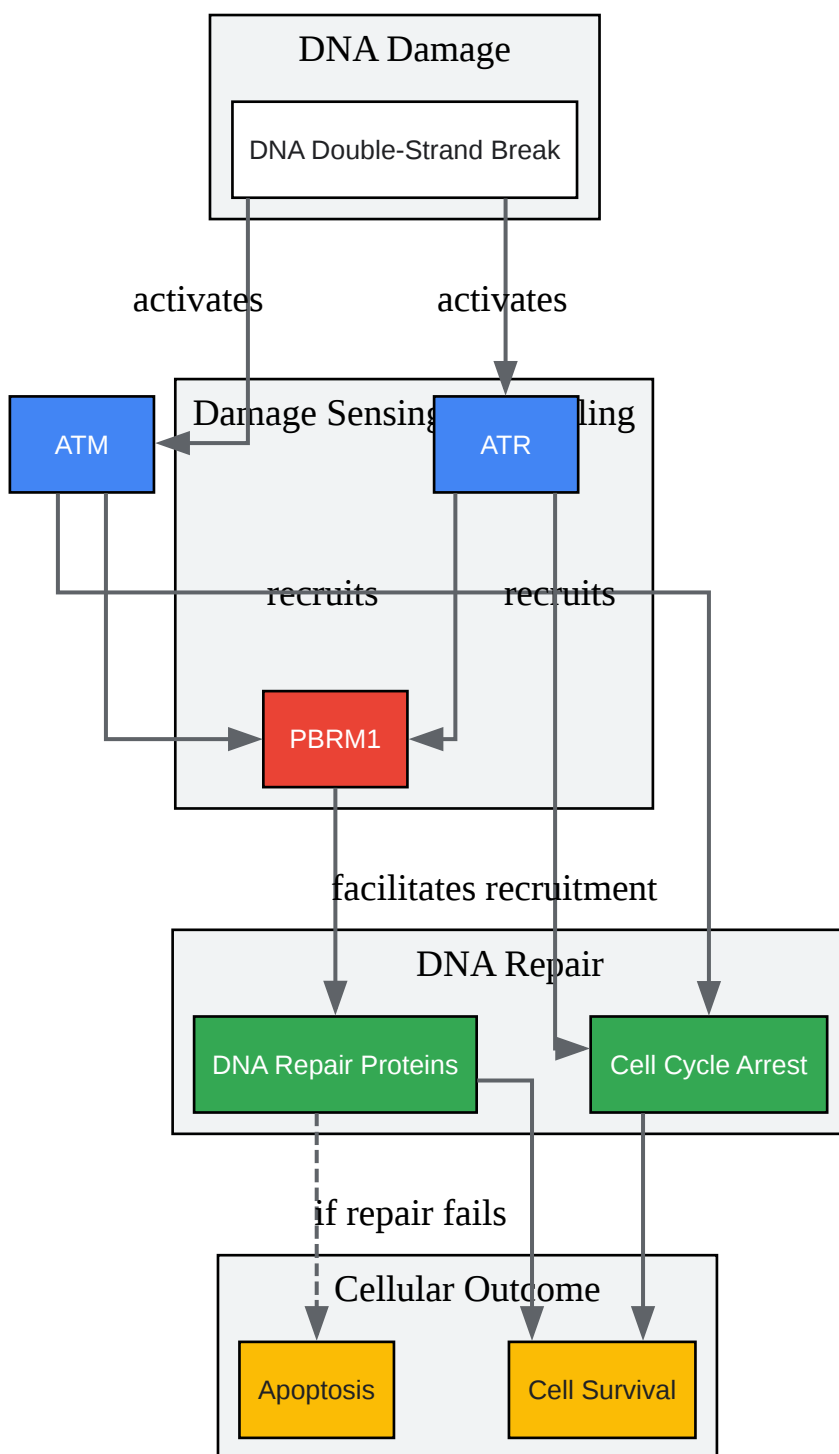 DNA Damage
DNA Double-Strand Break
activates
activates
Damage Sensing
ling
ATM
ATR
recruits
recruits
PBRM1
facilitates recruitment
DNA Repair
DNA Repair Proteins
Cell Cycle Arrest
if repair fails
Cellular Outcome
Apoptosis
Cell Survival